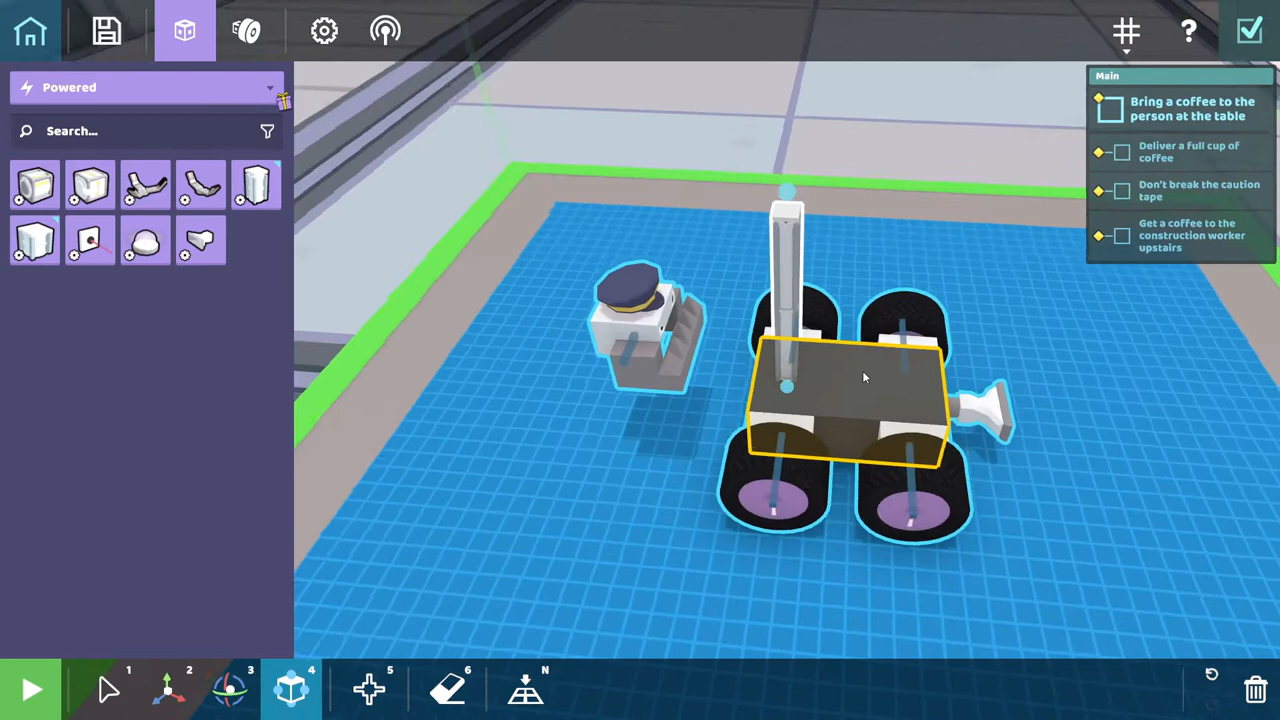 Powered
Search...
Main
Bring a coffee to the
person at the table
Deliver a full cup of
coffee
Don't break the caution
tape
Get a coffee to the
construction worker
upstairs
1
2
3
4
5
6
N